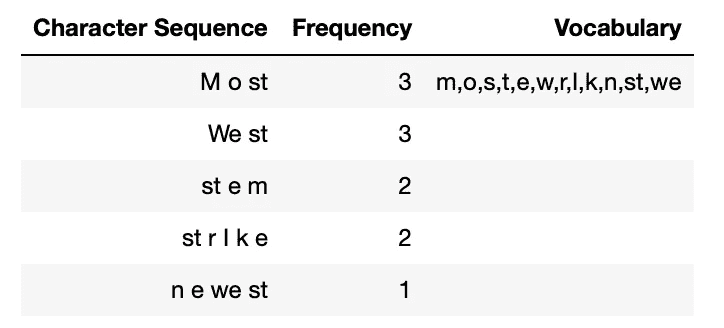 Character Sequence Frequency Vocabulary
M o st 3 m,o,s,t,e,w,r,I,k,n,st,we
We st 3
st e m 2
st r I k e 2
n e we st 1